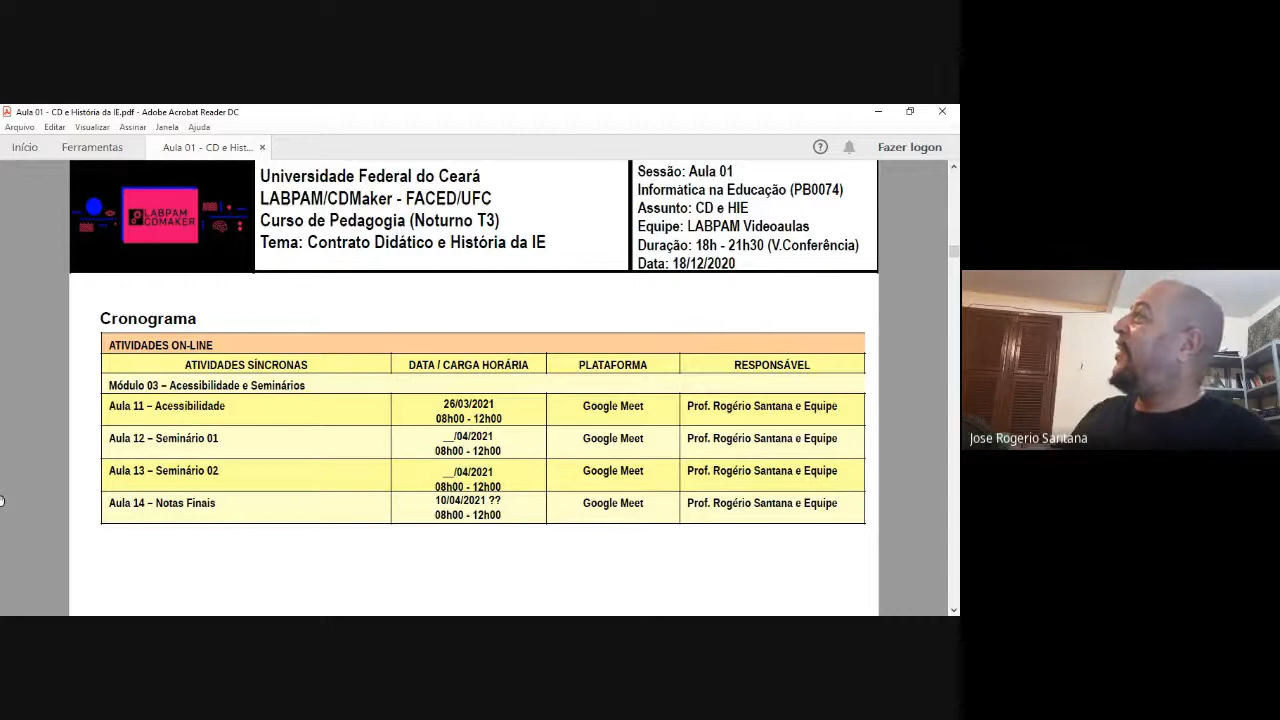 Aula 01 - CD e História da IE.pdf - Adobe Acrobat Reader DC
Arquivo Editar Visualizar Assinar Janela Ajuda
Início Ferramentas Aula 01 - CD e Hist... × ? Fazer logon
LABPAM
CDMAKER
Universidade Federal do Ceará
LABPAM/CDMaker - FACED/UFC
Curso de Pedagogia (Noturno T3)
Tema: Contrato Didático e História da IE
Sessão: Aula 01
Informática na Educação (PB0074)
Assunto: CD e HIE
Equipe: LABPAM Videoaulas
Duração: 18h - 21h30 (V.Conferência)
Data: 18/12/2020
Cronograma
ATIVIDADES ON-LINE
ATIVIDADES SÍNCRONAS DATA / CARGA HORÁRIA PLATAFORMA RESPONSÁVEL
Módulo 03 – Acessibilidade e Seminários
Aula 11 – Acessibilidade 26/03/2021 Google Meet Prof. Rogério Santana e Equipe
08h00 - 12h00
Aula 12 – Seminário 01 __/04/2021 Google Meet Prof. Rogério Santana e Equipe
08h00 - 12h00
Aula 13 – Seminário 02 __/04/2021 Google Meet Prof. Rogério Santana e Equipe
08h00 - 12h00
Aula 14 – Notas Finais 10/04/2021 ?? Google Meet Prof. Rogério Santana e Equipe
08h00 - 12h00
Jose Rogerio Santana